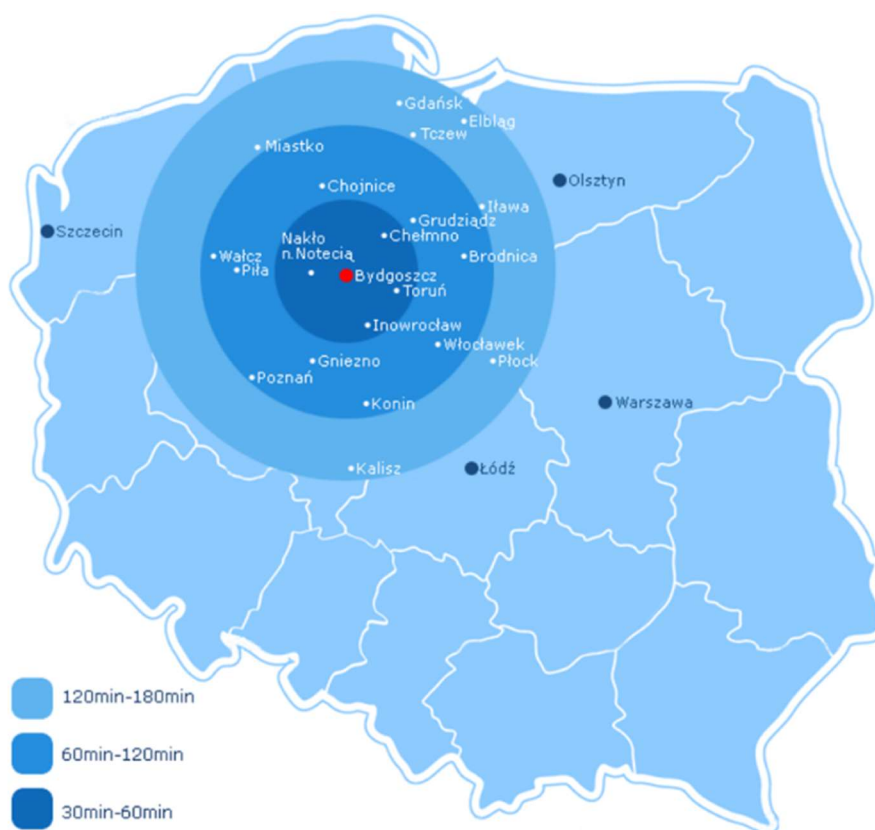 Gdańsk
Elbląg
Tczew
Miastko
Chojnice
Olsztyn
Iława
Grudziądz
Szczecin
Chełmno
Nakło
n.Notecią
Wałcz
Brodnica
Piła
Bydgoszcz
Toruń
Inowrocław
Włocławek
Gniezno
Płock
Poznań
Konin
Warszawa
Kalisz
Łódź
120min-180min
60min-120min
30min-60min